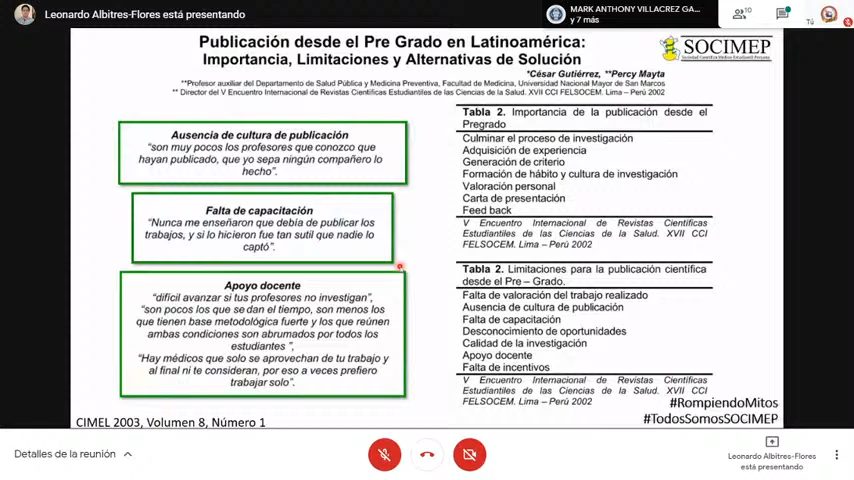 Leonardo Albitres-Flores está presentando
MARK ANTHONY VILLACREZ GA...
y 7 más
10
Tú
Publicación desde el Pre Grado en Latinoamérica:
Importancia, Limitaciones y Alternativas de Solución
SOCIMEP
Sociedad Científica Médico Estudiantil Peruana
*César Gutiérrez, **Percy Mayta
**Profesor auxiliar del Departamento de Salud Pública y Medicina Preventiva, Facultad de Medicina, Universidad Nacional Mayor de San Marcos
** Director del V Encuentro Internacional de Revistas Científicas Estudiantiles de las Ciencias de la Salud. XVII CCI FELSOCEM. Lima – Perú 2002
Ausencia de cultura de publicación
“son muy pocos los profesores que conozco que
hayan publicado, que yo sepa ningún compañero lo
hecho”.
Falta de capacitación
“Nunca me enseñaron que debía de publicar los
trabajos, y si lo hicieron fue tan sutil que nadie lo
captó”.
Apoyo docente
“difícil avanzar si tus profesores no investigan”,
“son pocos los que se dan el tiempo, son menos los
que tienen base metodológica fuerte y los que reúnen
ambas condiciones son abrumados por todos los
estudiantes ”,
“Hay médicos que solo se aprovechan de tu trabajo y
al final ni te consideran, por eso a veces prefiero
trabajar solo”.
CIMEL 2003, Volumen 8, Número 1
Tabla 2. Importancia de la publicación desde el
Pregrado
Culminar el proceso de investigación
Adquisición de experiencia
Generación de criterio
Formación de hábito y cultura de investigación
Valoración personal
Carta de presentación
Feed back
V Encuentro Internacional de Revistas Científicas
Estudiantiles de las Ciencias de la Salud. XVII CCI
FELSOCEM. Lima – Perú 2002
Tabla 2. Limitaciones para la publicación científica
desde el Pre – Grado.
Falta de valoración del trabajo realizado
Ausencia de cultura de publicación
Falta de capacitación
Desconocimiento de oportunidades
Calidad de la investigación
Apoyo docente
Falta de incentivos
V Encuentro Internacional de Revistas Científicas
Estudiantiles de las Ciencias de la Salud. XVII CCI
FELSOCEM. Lima – Perú 2002
#RompiendoMitos
#TodosSomosSOCIMEP
Detalles de la reunión
Leonardo Albitres-Flores
está presentando